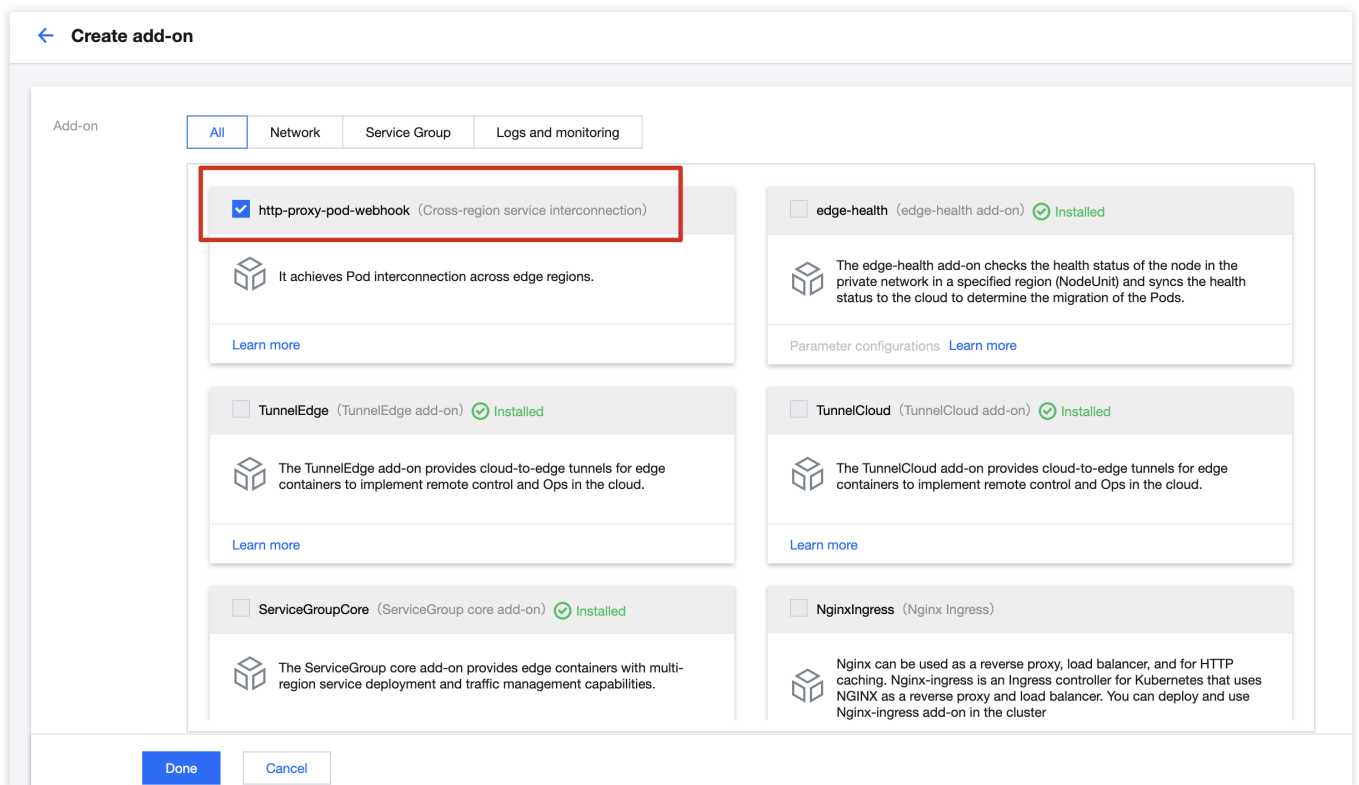 Create add-on
Add-on
All
Network
Service Group
Logs and monitoring
http-proxy-pod-webhook (Cross-region service interconnection)
It achieves Pod interconnection across edge regions.
Learn more
edge-health (edge-health add-on) Installed
The edge-health add-on checks the health status of the node in the
private network in a specified region (NodeUnit) and syncs the health
status to the cloud to determine the migration of the Pods.
Parameter configurations Learn more
TunnelEdge (TunnelEdge add-on) Installed
The TunnelEdge add-on provides cloud-to-edge tunnels for edge
containers to implement remote control and Ops in the cloud.
Learn more
TunnelCloud (TunnelCloud add-on) Installed
The TunnelCloud add-on provides cloud-to-edge tunnels for edge
containers to implement remote control and Ops in the cloud.
Learn more
ServiceGroupCore (ServiceGroup core add-on) Installed
The ServiceGroup core add-on provides edge containers with multi-
region service deployment and traffic management capabilities.
NginxIngress (Nginx Ingress)
Nginx can be used as a reverse proxy, load balancer, and for HTTP
caching. Nginx-ingress is an Ingress controller for Kubernetes that uses
NGINX as a reverse proxy and load balancer. You can deploy and use
Nginx-ingress add-on in the cluster
Done
Cancel